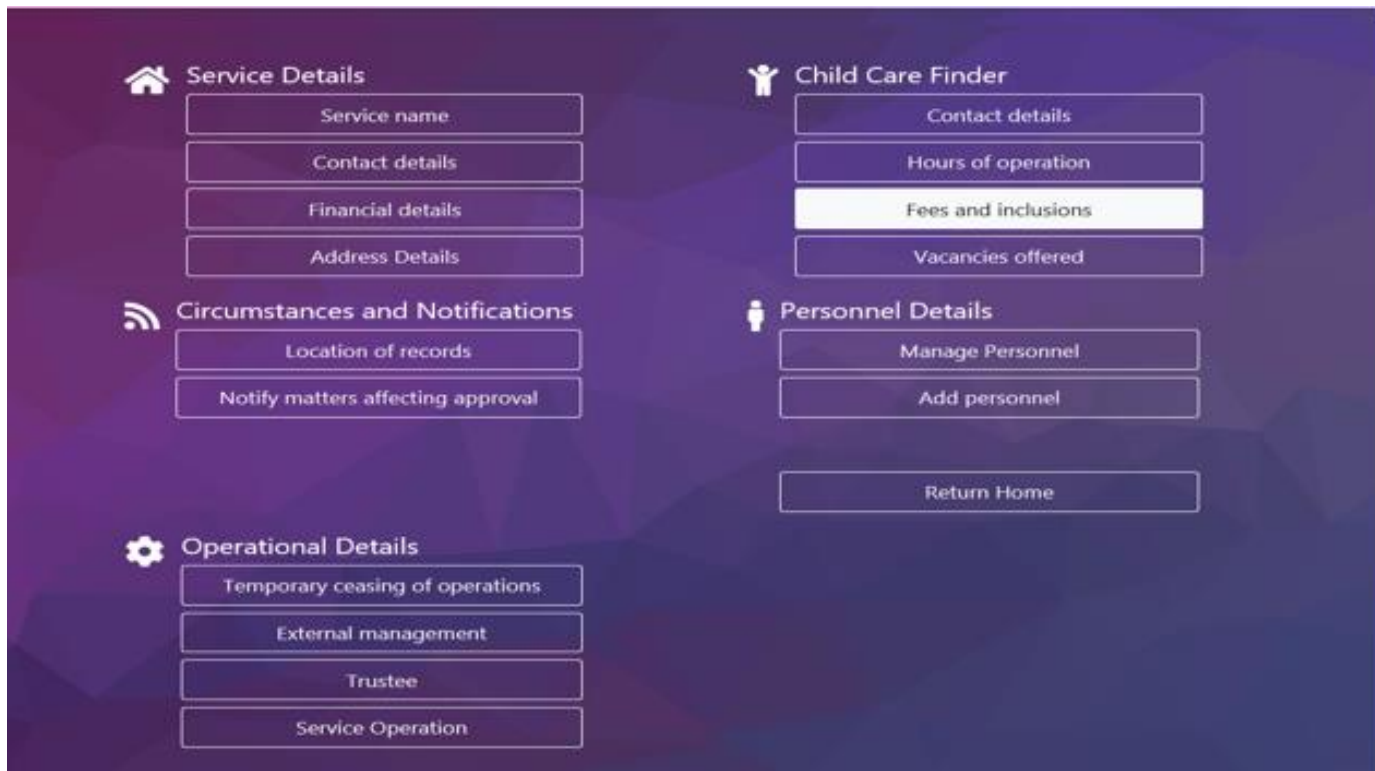 Service Details
Service name
Contact details
Financial details
Address Details
Circumstances and Notifications
Location of records
Notify matters affecting approval
Operational Details
Temporary ceasing of operations
External management
Trustee
Service Operation
Child Care Finder
Contact details
Hours of operation
Fees and inclusions
Vacancies offered
Personnel Details
Manage Personnel
Add personnel
Return Home